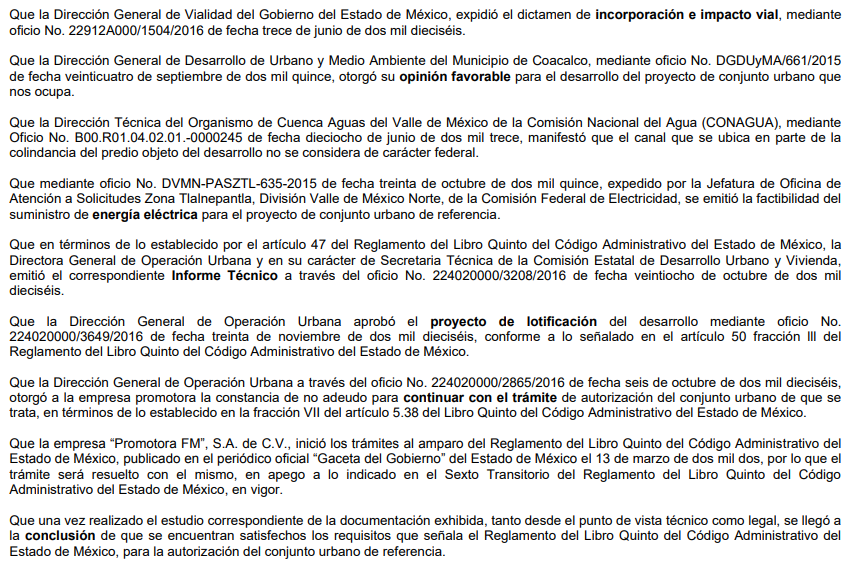 Que la Dirección General de Vialidad del Gobierno del Estado de México, expidió el dictamen de incorporación e impacto vial, mediante
oficio No. 22912A000/1504/2016 de fecha trece de junio de dos mil dieciséis.
Que la Dirección General de Desarrollo de Urbano y Medio Ambiente del Municipio de Coacalco, mediante oficio No. DGDUyMA/661/2015
de fecha veinticuatro de septiembre de dos mil quince, otorgó su opinión favorable para el desarrollo del proyecto de conjunto urbano que
nos ocupa.
Que la Dirección Técnica del Organismo de Cuenca Aguas del Valle de México de la Comisión Nacional del Agua (CONAGUA), mediante
Oficio No. B00.R01.04.02.01.-0000245 de fecha dieciocho de junio de dos mil trece, manifestó que el canal que se ubica en parte de la
colindancia del predio objeto del desarrollo no se considera de carácter federal.
Que mediante oficio No. DVMN-PASZTL-635-2015 de fecha treinta de octubre de dos mil quince, expedido por la Jefatura de Oficina de
Atención a Solicitudes Zona Tlalnepantla, División Valle de México Norte, de la Comisión Federal de Electricidad, se emitió la factibilidad del
suministro de energía eléctrica para el proyecto de conjunto urbano de referencia.
Que en términos de lo establecido por el artículo 47 del Reglamento del Libro Quinto del Código Administrativo del Estado de México, la
Directora General de Operación Urbana y en su carácter de Secretaria Técnica de la Comisión Estatal de Desarrollo Urbano y Vivienda,
emitió el correspondiente Informe Técnico a través del oficio No. 224020000/3208/2016 de fecha veintiocho de octubre de dos mil
dieciséis.
Que la Dirección General de Operación Urbana aprobó el proyecto de lotificación del desarrollo mediante oficio No.
224020000/3649/2016 de fecha treinta de noviembre de dos mil dieciséis, conforme a lo señalado en el artículo 50 fracción III del
Reglamento del Libro Quinto del Código Administrativo del Estado de México.
Que la Dirección General de Operación Urbana a través del oficio No. 224020000/2865/2016 de fecha seis de octubre de dos mil dieciséis,
otorgó a la empresa promotora la constancia de no adeudo para continuar con el trámite de autorización del conjunto urbano de que se
trata, en términos de lo establecido en la fracción VII del artículo 5.38 del Libro Quinto del Código Administrativo del Estado de México.
Que la empresa “Promotora FM”, S.A. de C.V., inició los trámites al amparo del Reglamento del Libro Quinto del Código Administrativo del
Estado de México, publicado en el periódico oficial “Gaceta del Gobierno” del Estado de México el 13 de marzo de dos mil dos, por lo que el
trámite será resuelto con el mismo, en apego a lo indicado en el Sexto Transitorio del Reglamento del Libro Quinto del Código
Administrativo del Estado de México, en vigor.
Que una vez realizado el estudio correspondiente de la documentación exhibida, tanto desde el punto de vista técnico como legal, se llegó a
la conclusión de que se encuentran satisfechos los requisitos que señala el Reglamento del Libro Quinto del Código Administrativo del
Estado de México, para la autorización del conjunto urbano de referencia.